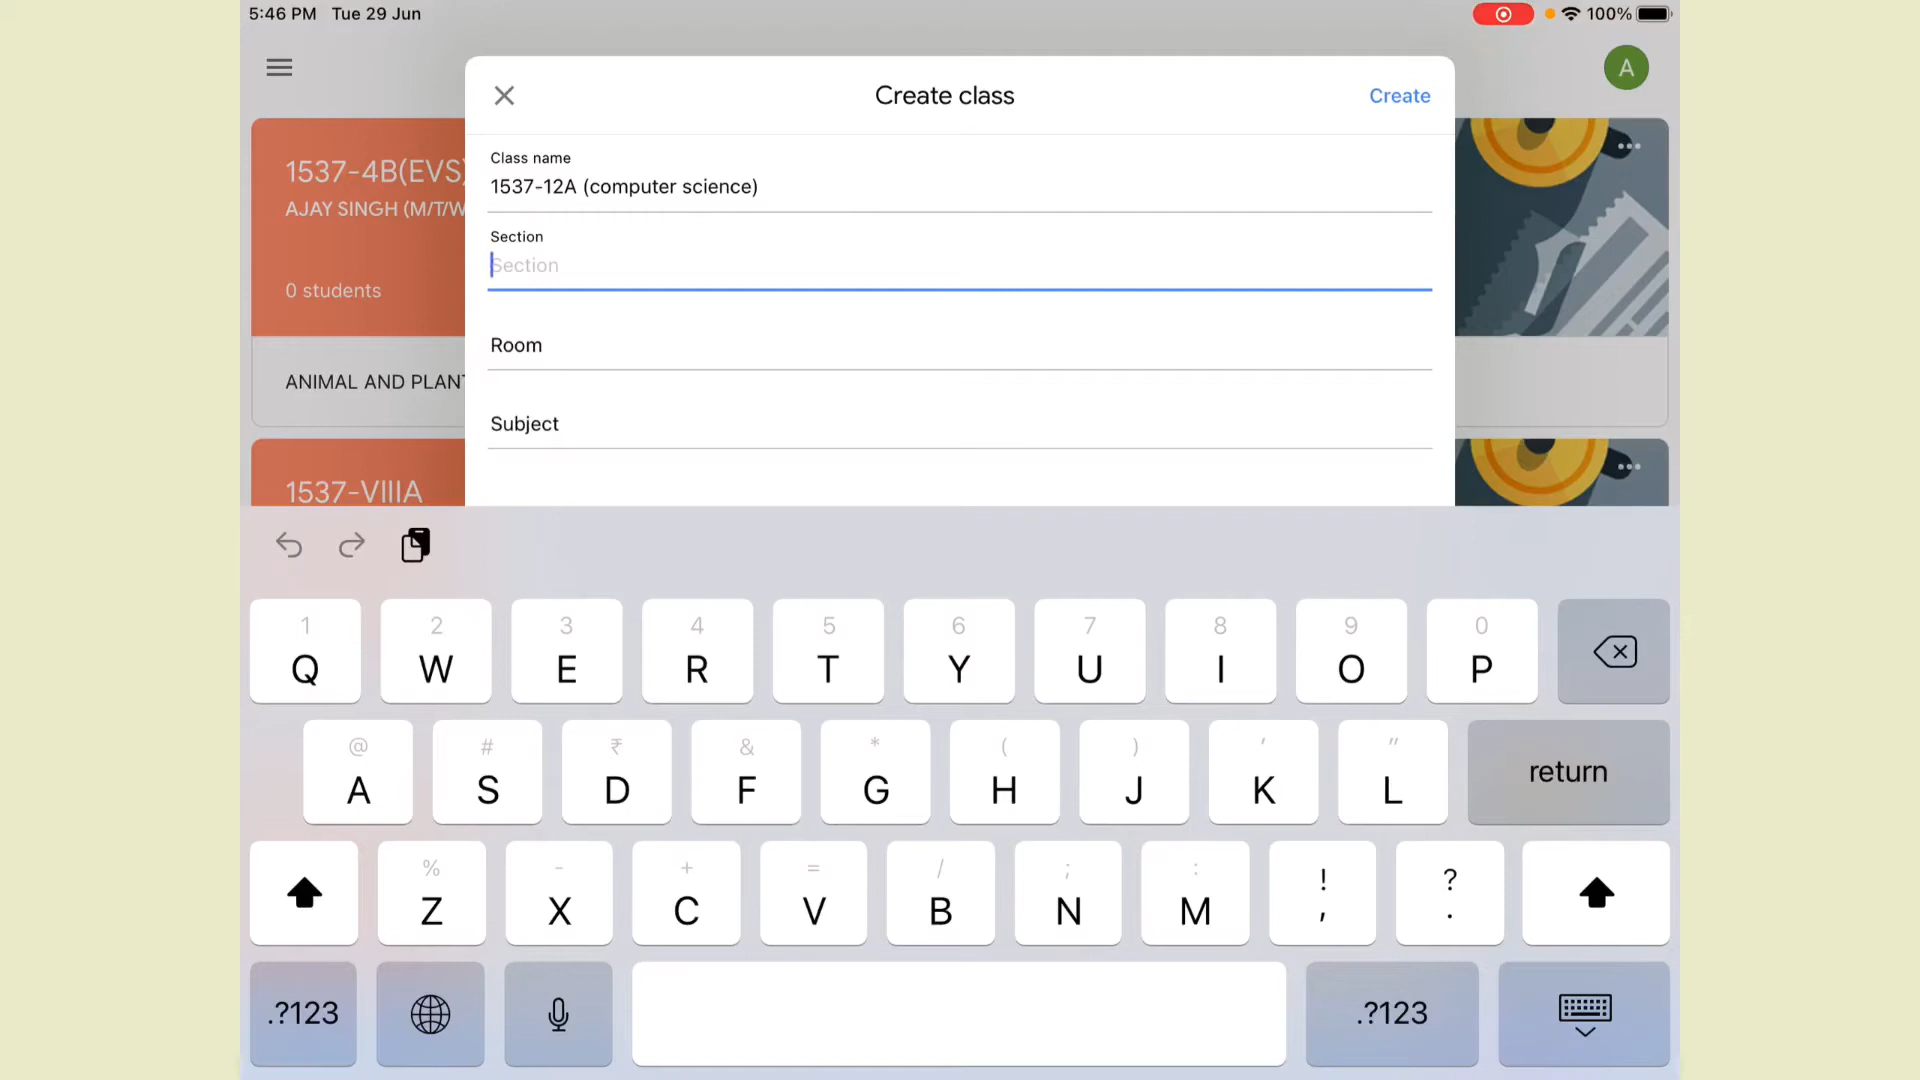 5:46 PM Tue 29 Jun
100%
A
Create class
Create
1537-4B(EVS)
AJAY SINGH (M/T/W
0 students
ANIMAL AND PLANT
1537-VIIIA
Class name
1537-12A (computer science)
Section
Section
Room
Subject
1 2 3 4 5 6 7 8 9 0
Q W E R T Y U I O P
@ # ₹ & * ( ) ' "
A S D F G H J K L return
% - + = / ; : ! ?
Z X C V B N M , .
.?123 .?123